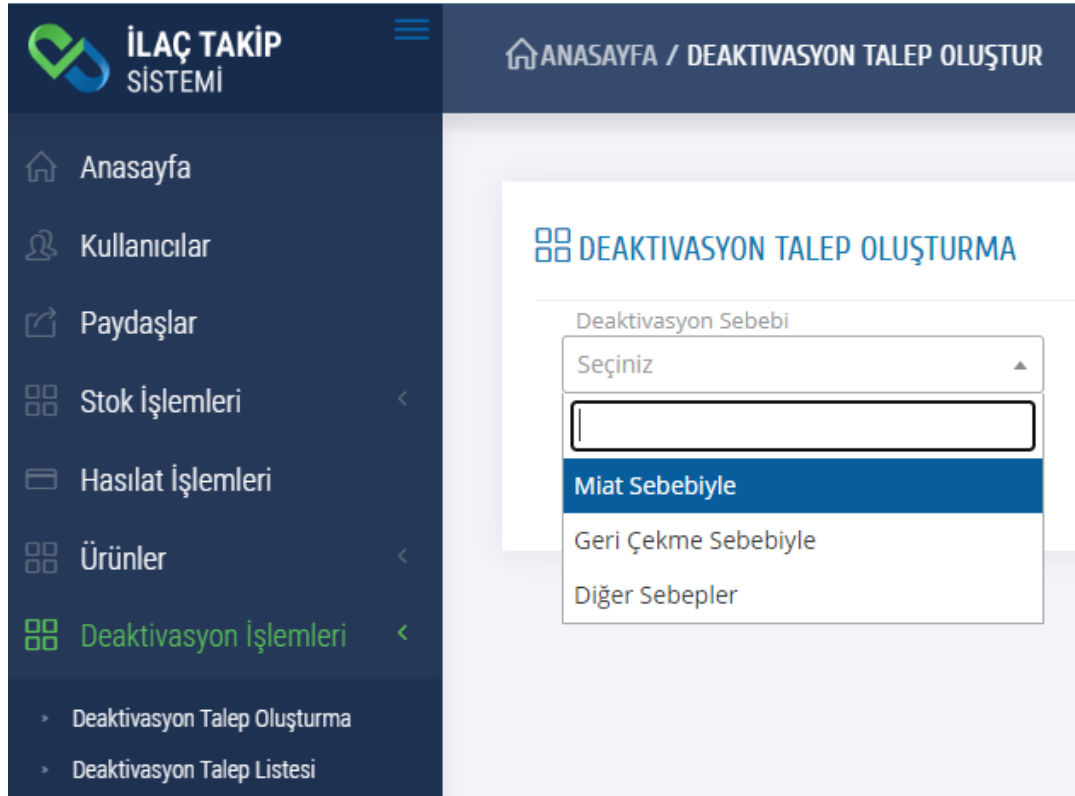 İLAÇ TAKİP
SİSTEMİ
ANASAYFA / DEAKTIVASYON TALEP OLUŞTUR
Anasayfa
Kullanıcılar
Paydaşlar
Stok İşlemleri
Hasılat İşlemleri
Ürünler
Deaktivasyon İşlemleri
Deaktivasyon Talep Oluşturma
Deaktivasyon Talep Listesi
DEAKTIVASYON TALEP OLUŞTURMA
Deaktivasyon Sebebi
Seçiniz
Miat Sebebiyle
Geri Çekme Sebebiyle
Diğer Sebepler